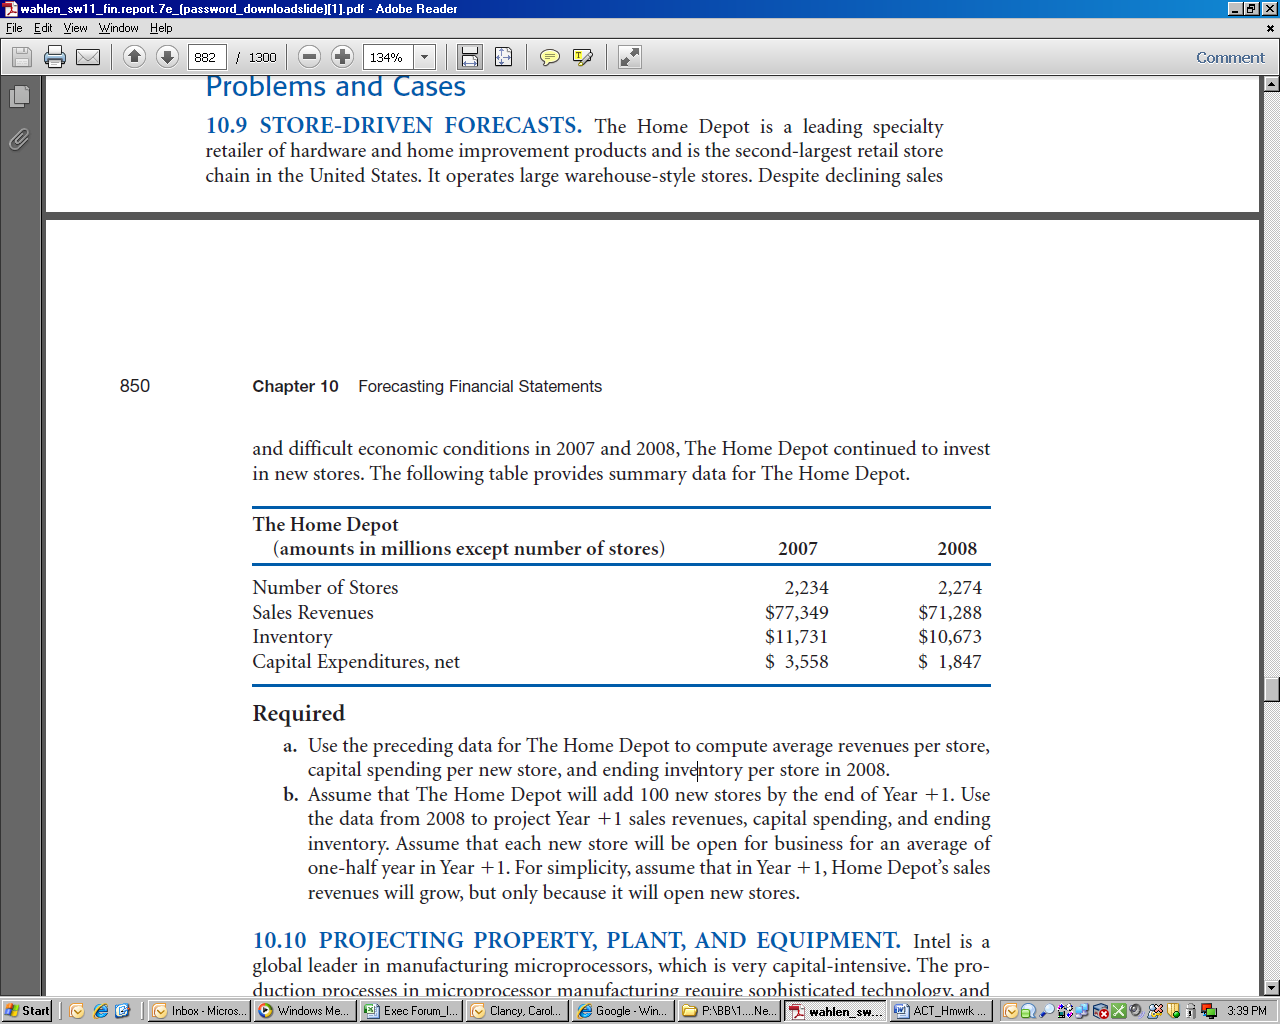 wahlen_sw11_fin.report.7e_(password_downloadslide)[1].pdf - Adobe Reader
File Edit View Window Help
882 / 1300 134% Comment
Problems and Cases
10.9 STORE-DRIVEN FORECASTS. The Home Depot is a leading specialty
retailer of hardware and home improvement products and is the second-largest retail store
chain in the United States. It operates large warehouse-style stores. Despite declining sales
850 Chapter 10 Forecasting Financial Statements
and difficult economic conditions in 2007 and 2008, The Home Depot continued to invest
in new stores. The following table provides summary data for The Home Depot.
The Home Depot
(amounts in millions except number of stores) 2007 2008
Number of Stores 2,234 2,274
Sales Revenues $77,349 $71,288
Inventory $11,731 $10,673
Capital Expenditures, net $ 3,558 $ 1,847
Required
a. Use the preceding data for The Home Depot to compute average revenues per store,
capital spending per new store, and ending inventory per store in 2008.
b. Assume that The Home Depot will add 100 new stores by the end of Year +1. Use
the data from 2008 to project Year +1 sales revenues, capital spending, and ending
inventory. Assume that each new store will be open for business for an average of
one-half year in Year +1. For simplicity, assume that in Year +1, Home Depot's sales
revenues will grow, but only because it will open new stores.
10.10 PROJECTING PROPERTY, PLANT, AND EQUIPMENT. Intel is a
global leader in manufacturing microprocessors, which is very capital-intensive. The pro-
duction processes in microprocessor manufacturing require sophisticated technology, and
Start Inbox - Micros... Windows Me... Exec Forum_I... Clancy, Carol... Google - Win... P:\BB\1....Ne... wahlen_sw... ACT_Hmwrk ... 3:39 PM